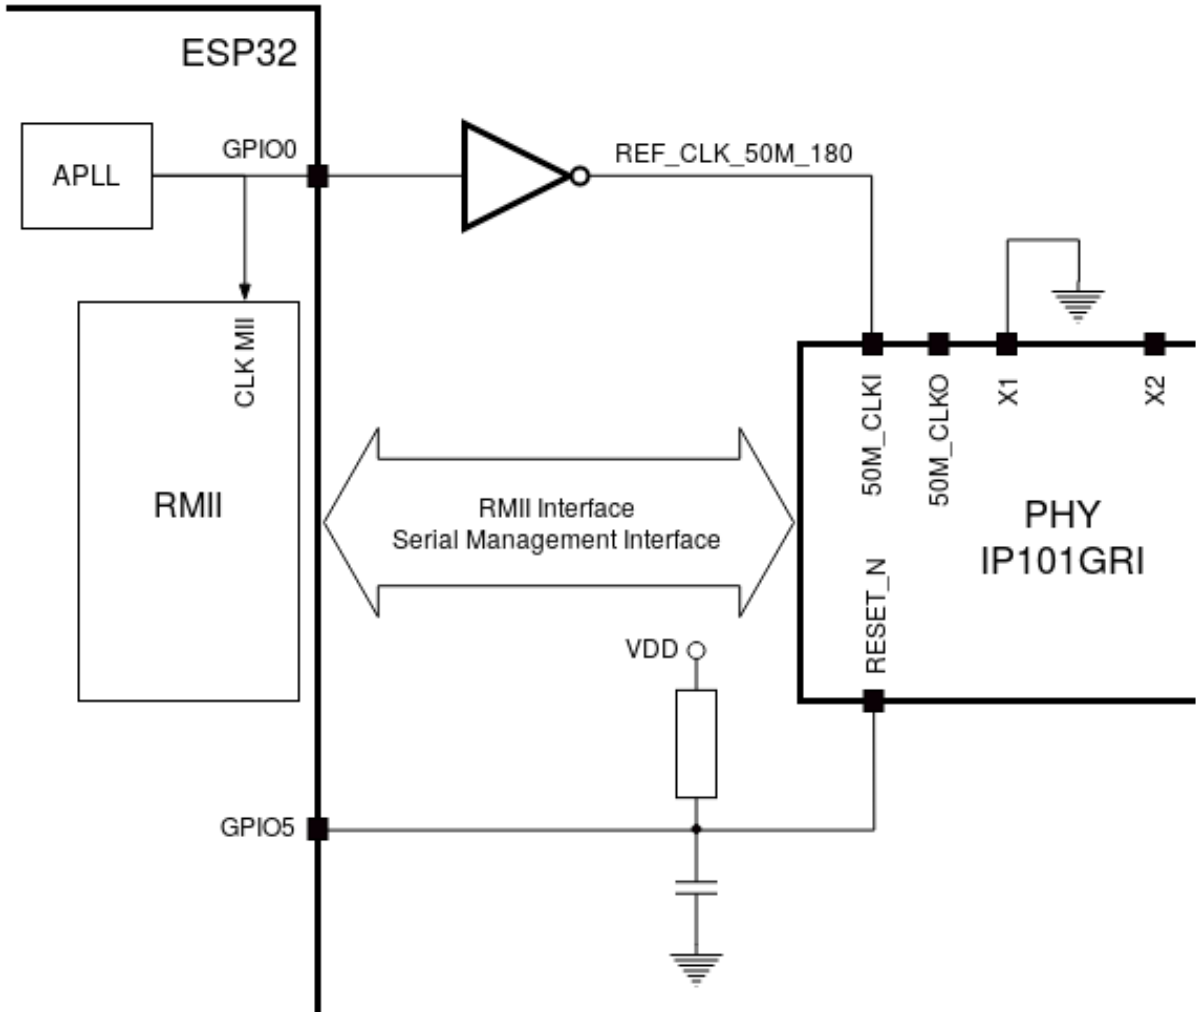 ESP32
GPIO0
APLL
REF_CLK_50M_180
CLK MII
RMII
RMII Interface
Serial Management Interface
50M_CLKI
50M_CLKO
X1
X2
PHY
IP101GRI
RESET_N
VDD
GPIO5